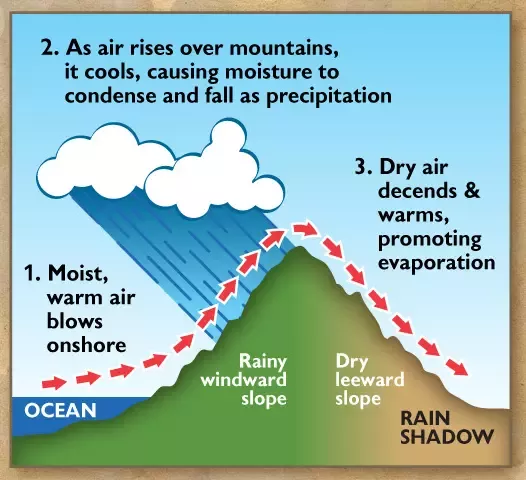 2. As air rises over mountains,
it cools, causing moisture to
condense and fall as precipitation
3. Dry air
decends &
warms,
promoting
evaporation
1. Moist,
warm air
blows
onshore
Rainy
windward
slope
Dry
leeward
slope
OCEAN
RAIN
SHADOW